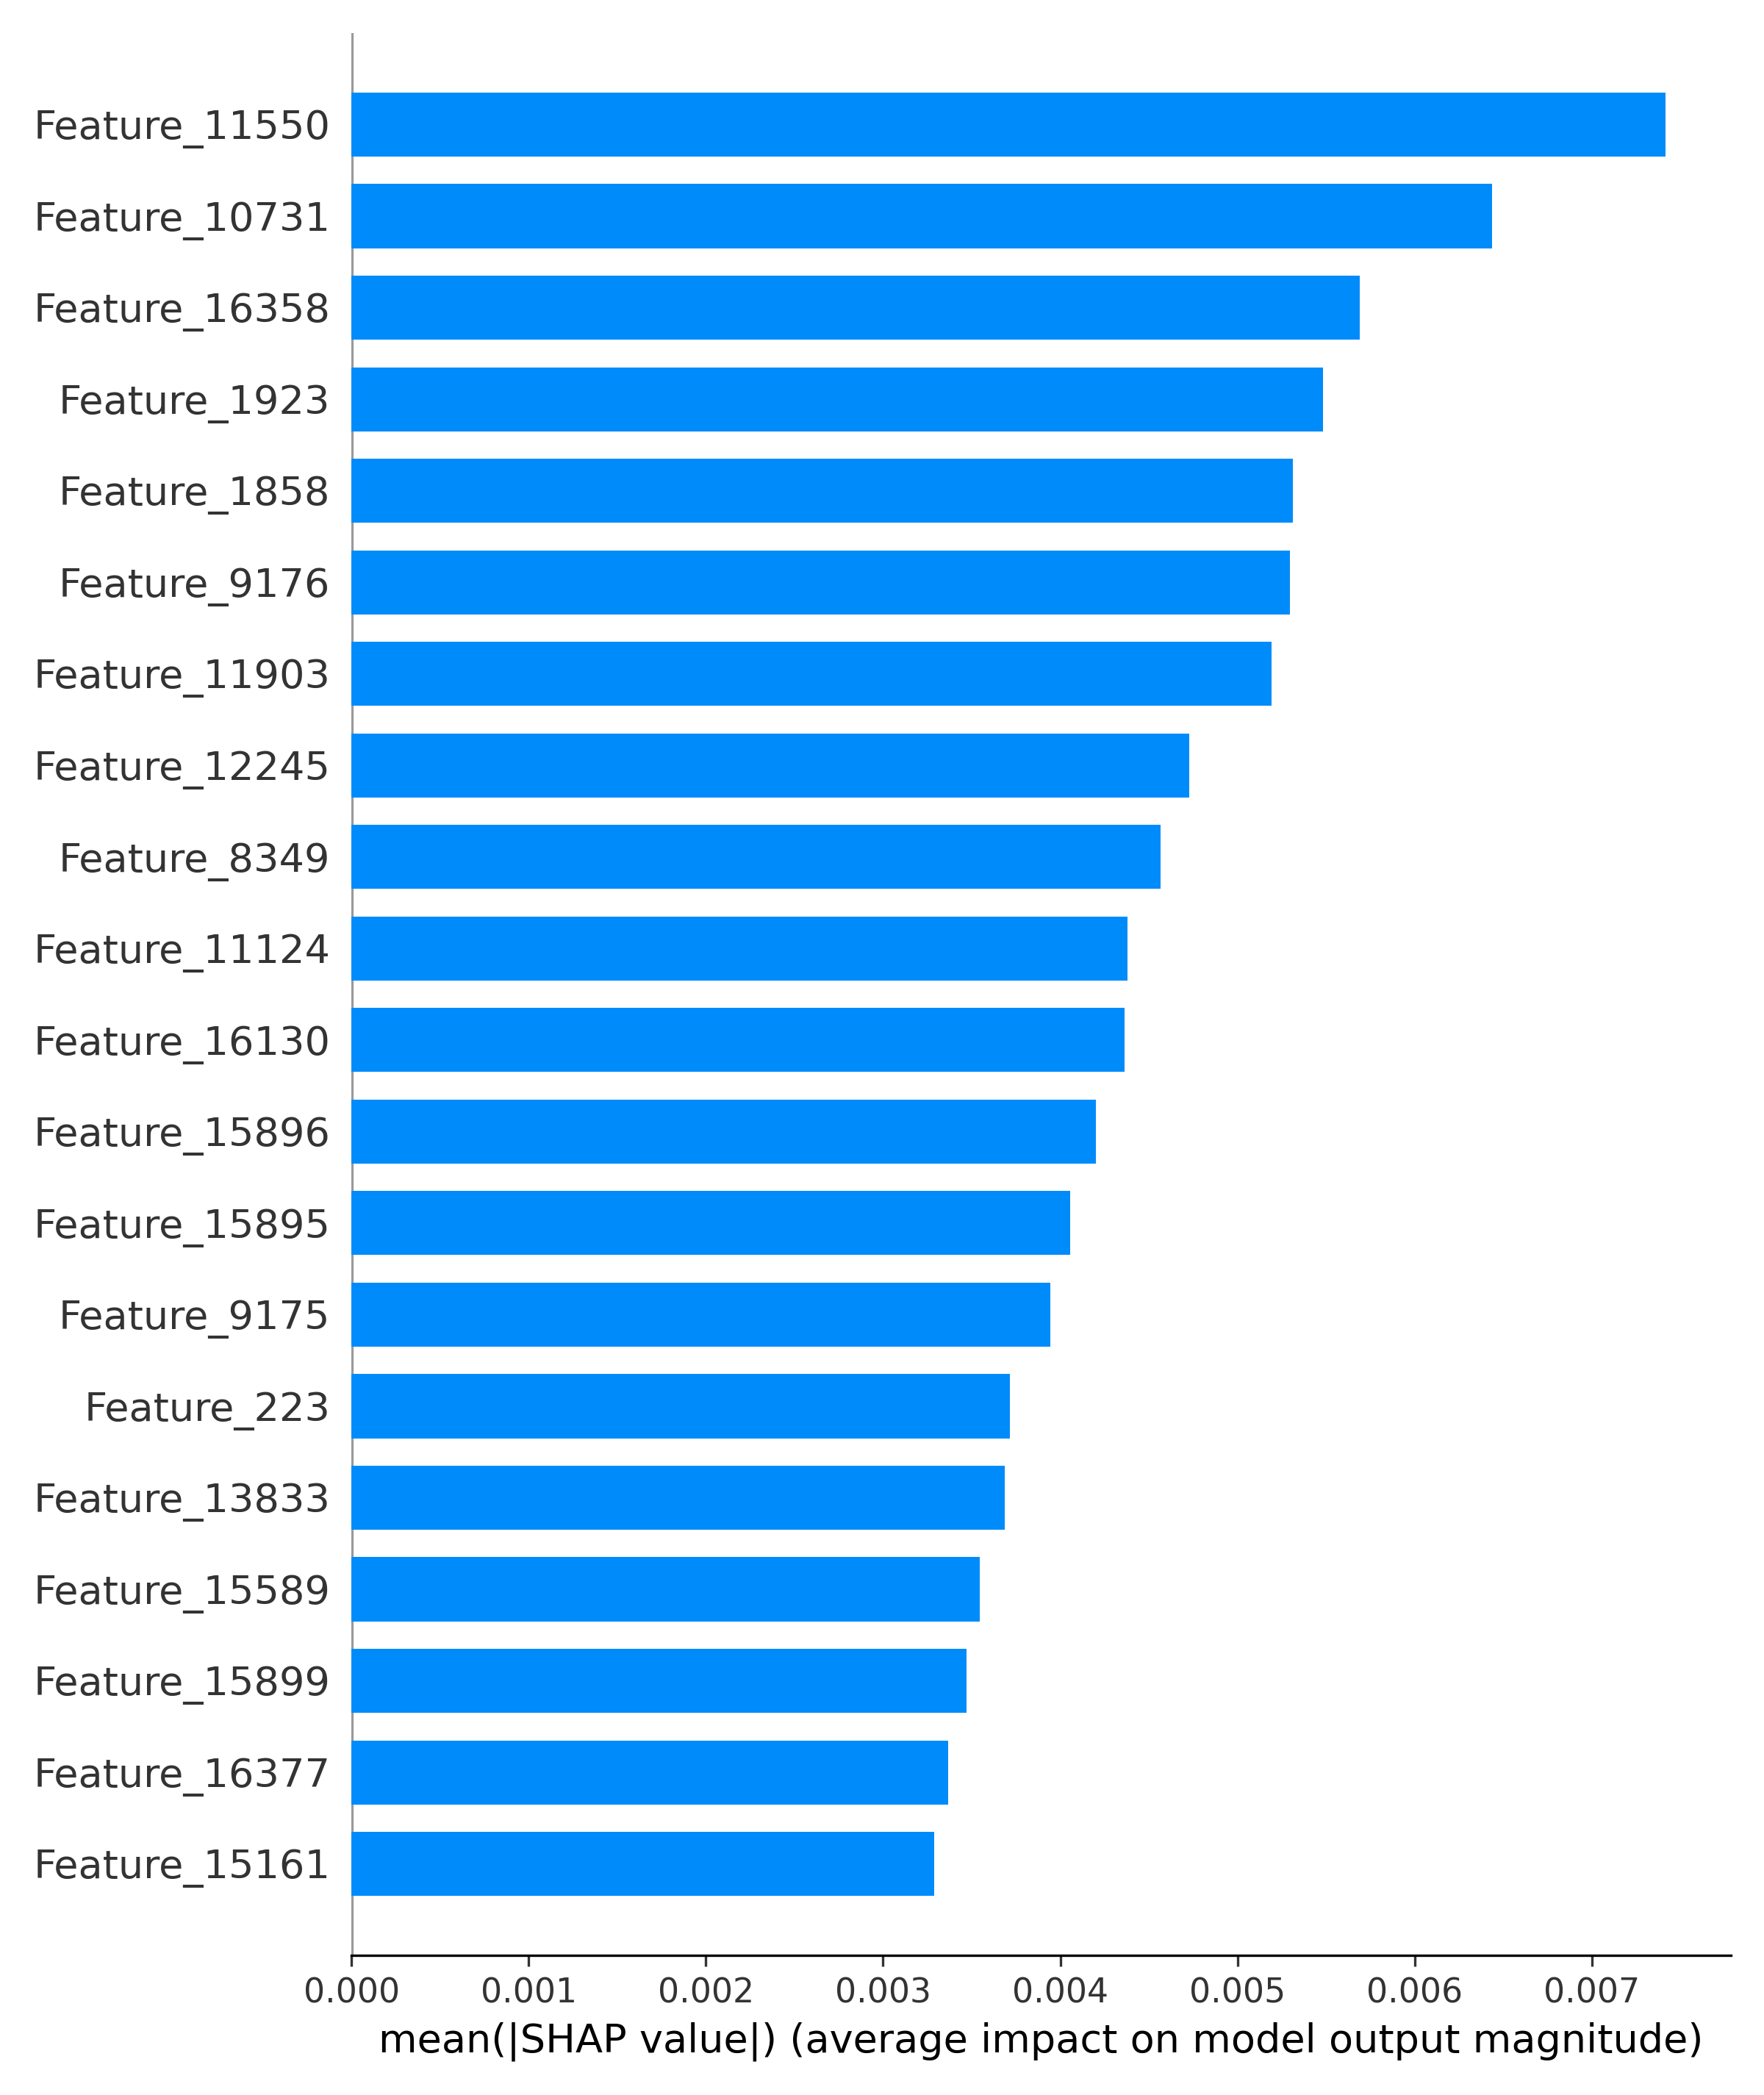 Feature_11550
Feature_10731
Feature_16358
Feature_1923
Feature_1858
Feature_9176
Feature_11903
Feature_12245
Feature_8349
Feature_11124
Feature_16130
Feature_15896
Feature_15895
Feature_9175
Feature_223
Feature_13833
Feature_15589
Feature_15899
Feature_16377
Feature_15161
0.000 0.001 0.002 0.003 0.004 0.005 0.006 0.007
mean(|SHAP value|) (average impact on model output magnitude)